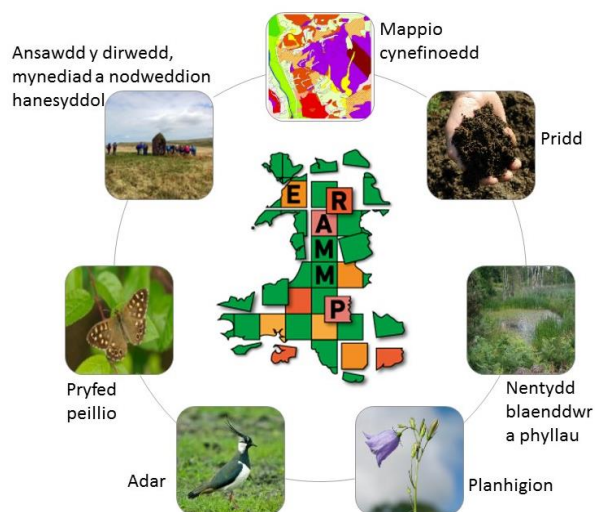 Mappio
cynefinoedd
Pridd
Nentydd
blaenddwr
a phyllau
Planhigion
Adar
Pryfed
peillio
Ansawdd y dirwedd,
mynediad a nodweddion
hanesyddol
E R
A
M
M
P